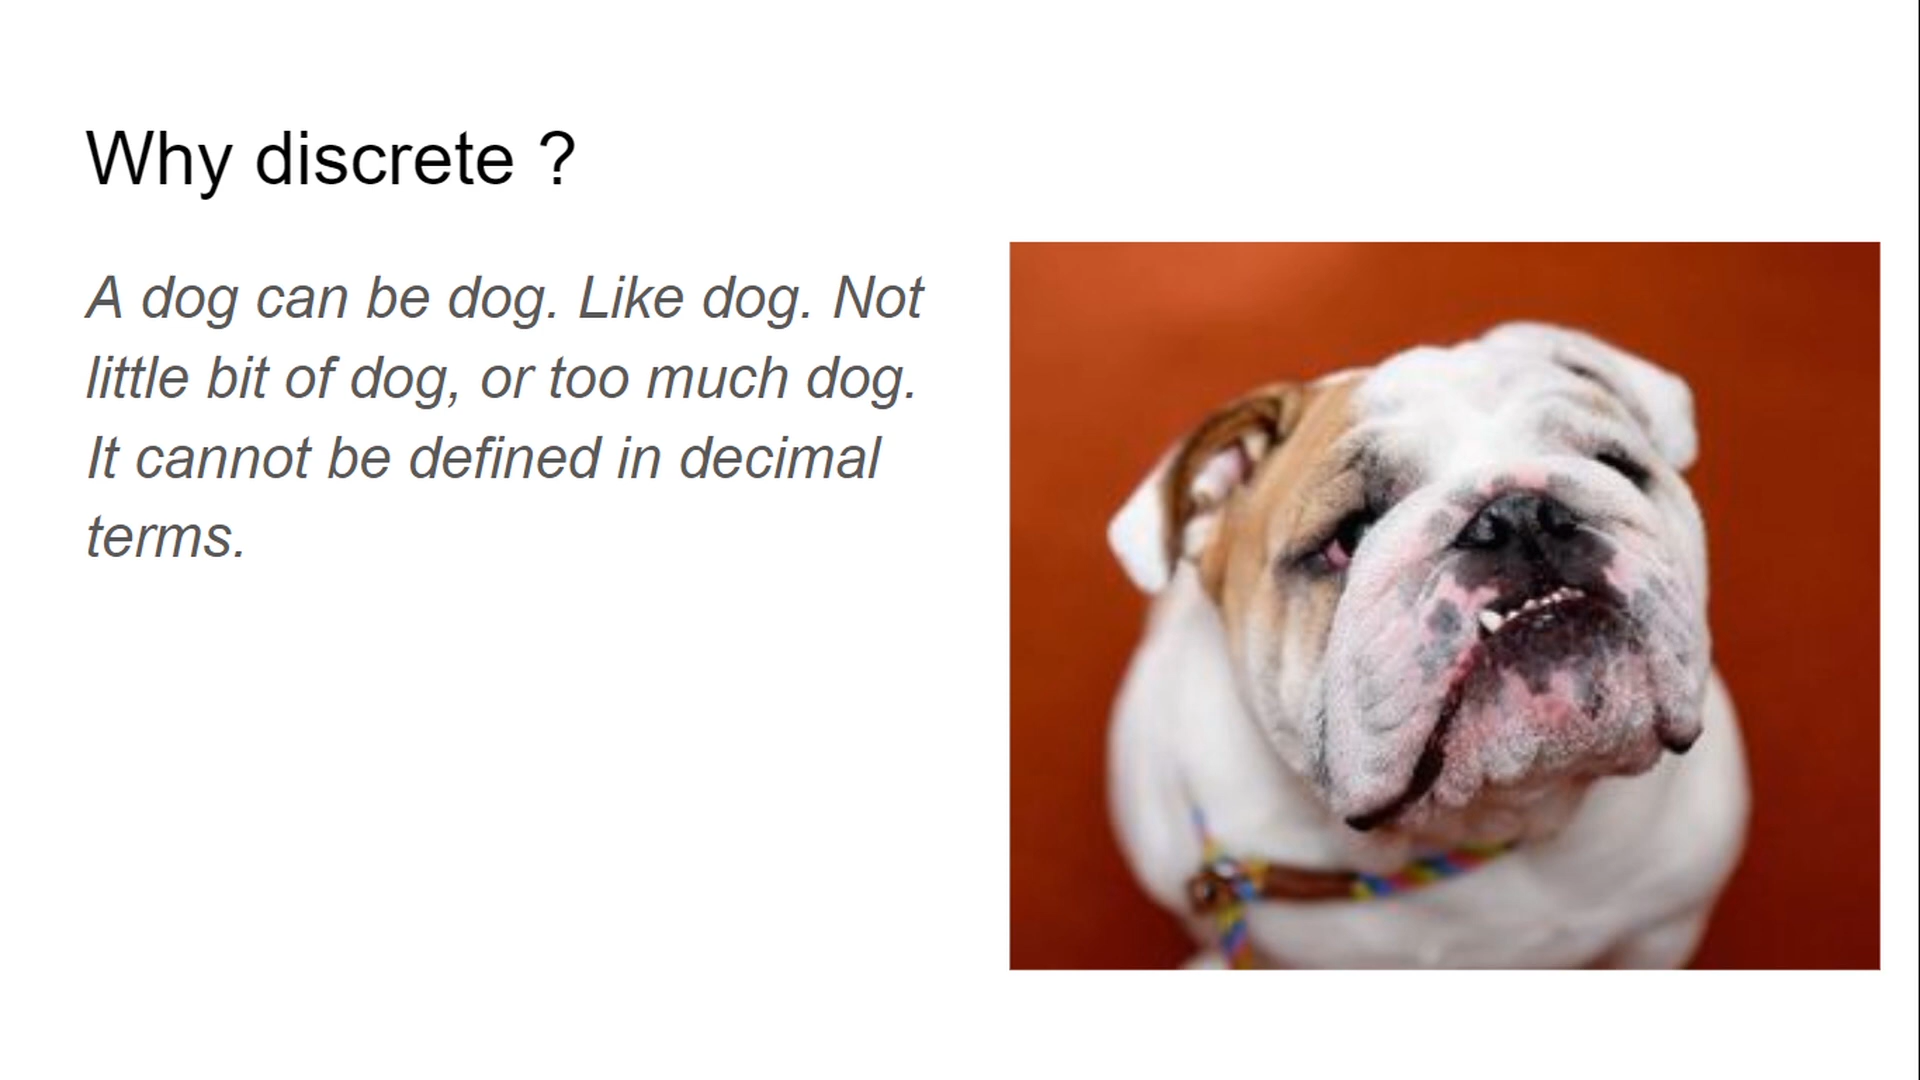 Why discrete ?
A dog can be dog. Like dog. Not
little bit of dog, or too much dog.
It cannot be defined in decimal
terms.